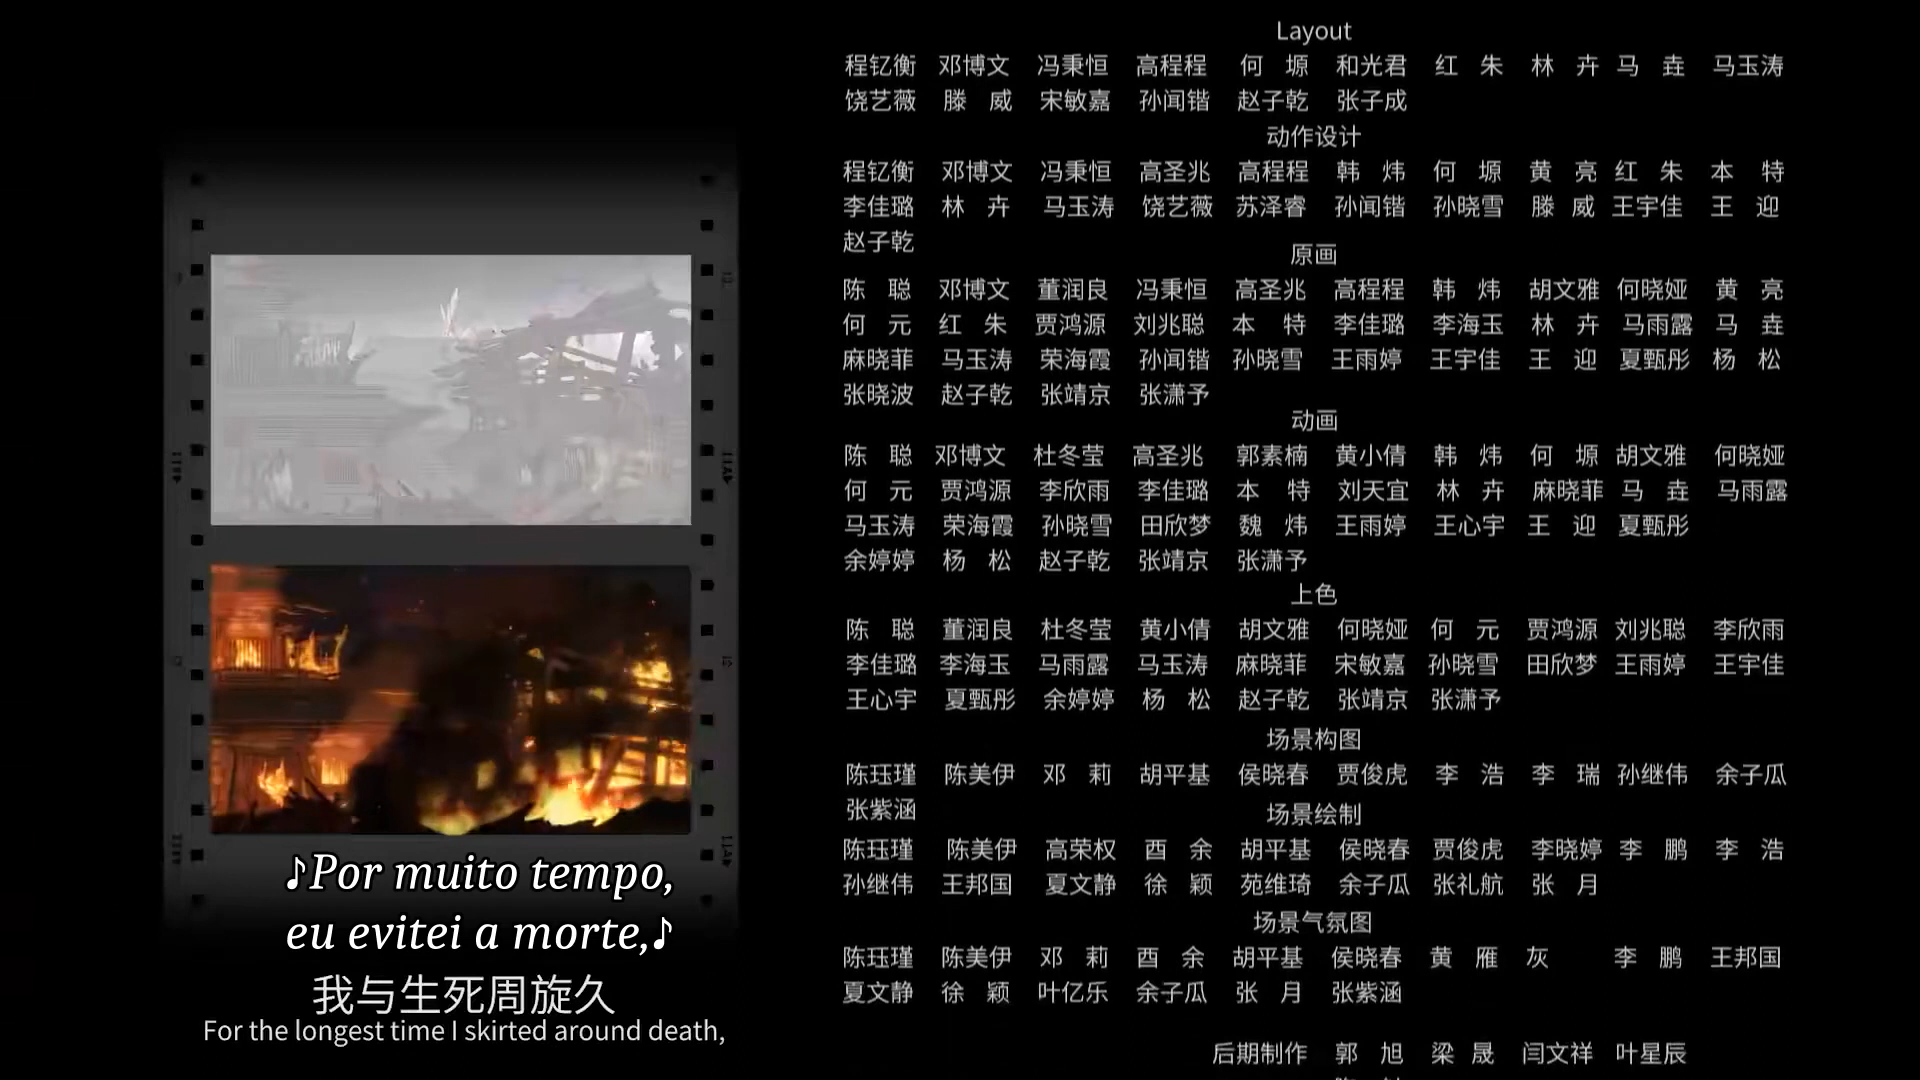 Layout
程钇衡 邓博文 冯秉恒 高程程 何 塬 和光君 红 朱 林 卉 马 垚 马玉涛
饶艺薇 滕 威 宋敏嘉 孙闻锴 赵子乾 张子成
动作设计
程钇衡 邓博文 冯秉恒 高圣兆 高程程 韩 炜 何 塬 黄 亮 红 朱 本 特
李佳璐 林 卉 马玉涛 饶艺薇 苏泽睿 孙闻锴 孙晓雪 滕 威 王宇佳 王 迎
赵子乾
原画
陈 聪 邓博文 董润良 冯秉恒 高圣兆 高程程 韩 炜 胡文雅 何晓娅 黄 亮
何 元 红 朱 贾鸿源 刘兆聪 本 特 李佳璐 李海玉 林 卉 马雨露 马 垚
麻晓菲 马玉涛 荣海霞 孙闻锴 孙晓雪 王雨婷 王宇佳 王 迎 夏甄彤 杨 松
张晓波 赵子乾 张靖京 张潇予
动画
陈 聪 邓博文 杜冬莹 高圣兆 郭素楠 黄小倩 韩 炜 何 塬 胡文雅 何晓娅
何 元 贾鸿源 李欣雨 李佳璐 本 特 刘天宜 林 卉 麻晓菲 马 垚 马雨露
马玉涛 荣海霞 孙晓雪 田欣梦 魏 炜 王雨婷 王心宇 王 迎 夏甄彤
余婷婷 杨 松 赵子乾 张靖京 张潇予
上色
陈 聪 董润良 杜冬莹 黄小倩 胡文雅 何晓娅 何 元 贾鸿源 刘兆聪 李欣雨
李佳璐 李海玉 马雨露 马玉涛 麻晓菲 宋敏嘉 孙晓雪 田欣梦 王雨婷 王宇佳
王心宇 夏甄彤 余婷婷 杨 松 赵子乾 张靖京 张潇予
场景构图
陈珏瑾 陈美伊 邓 莉 胡平基 侯晓春 贾俊虎 李 浩 李 瑞 孙继伟 余子瓜
张紫涵
场景绘制
陈珏瑾 陈美伊 高荣权 酉 余 胡平基 侯晓春 贾俊虎 李晓婷 李 鹏 李 浩
孙继伟 王邦国 夏文静 徐 颖 苑维琦 余子瓜 张礼航 张 月
场景气氛图
陈珏瑾 陈美伊 邓 莉 酉 余 胡平基 侯晓春 黄 雁 灰 李 鹏 王邦国
夏文静 徐 颖 叶亿乐 余子瓜 张 月 张紫涵
后期制作 郭 旭 梁 晟 闫文祥 叶星辰
♪Por muito tempo,
eu evitei a morte,♪
我与生死周旋久
For the longest time I skirted around death,